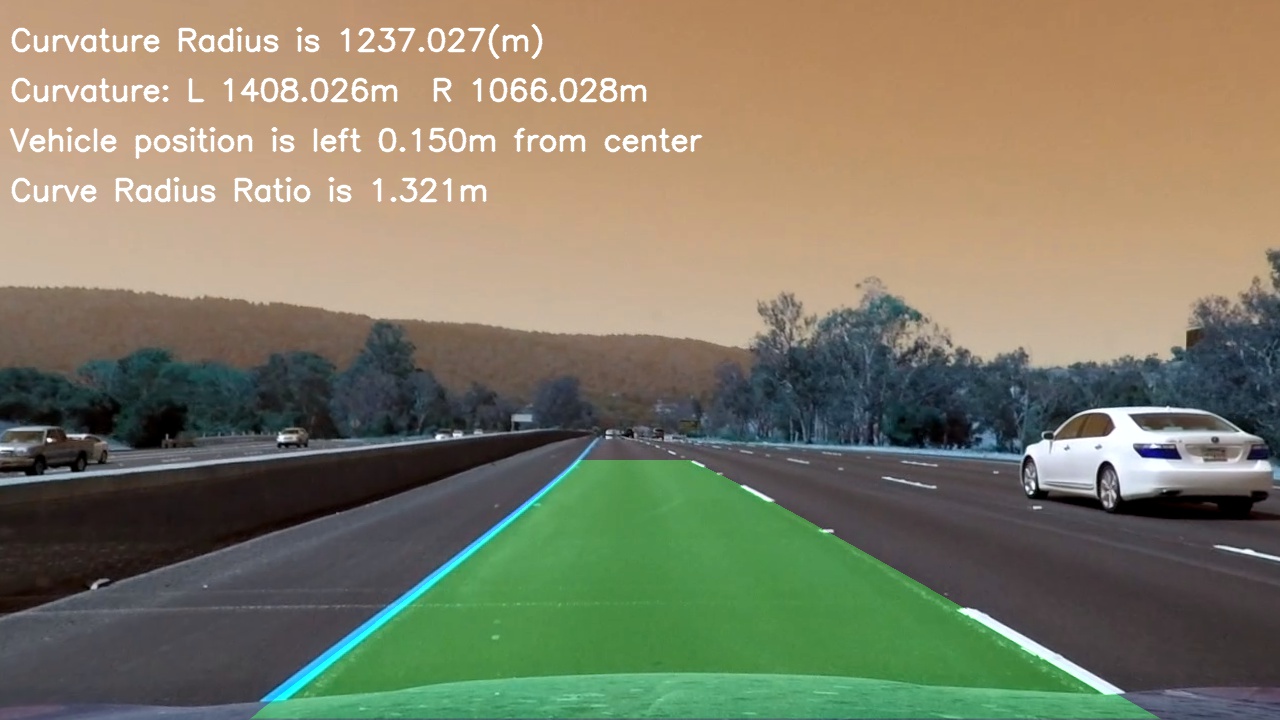 Curvature Radius is 1237.027(m)
Curvature: L 1408.026m R 1066.028m
Vehicle position is left 0.150m from center
Curve Radius Ratio is 1.321m